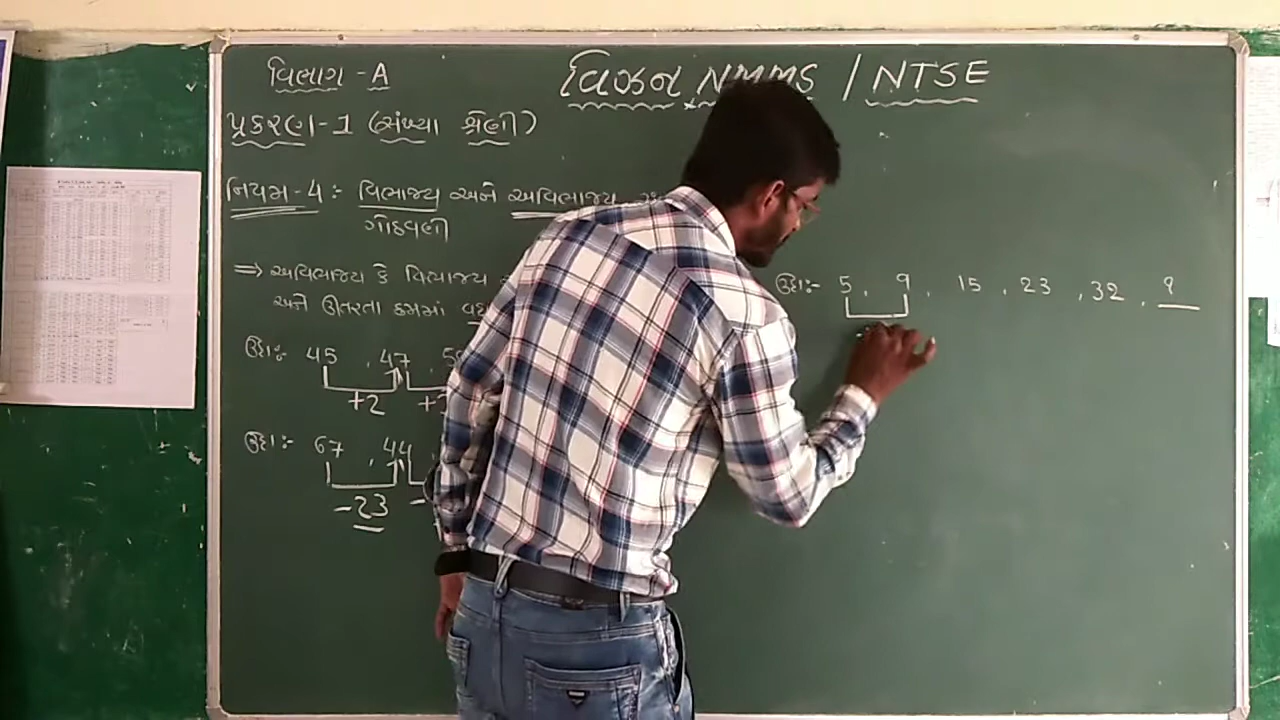 વિભાગ - A
વિઝન NMMS / NTSE
પ્રકરણ-1 (સંખ્યા શ્રેણી)
નિયમ-4 :- વિભાજ્ય અને અવિભાજ્ય
ગોઠવણી
⇒ અવિભાજ્ય કે વિભાજ્ય
અને ઊતરતા ક્રમમાં
ઉદા:- 45 , 47 ,
+2
ઉદા:- 67 , 44
-23
ઉદા:- 5 , 9 , 15 , 23 , 32 , ?